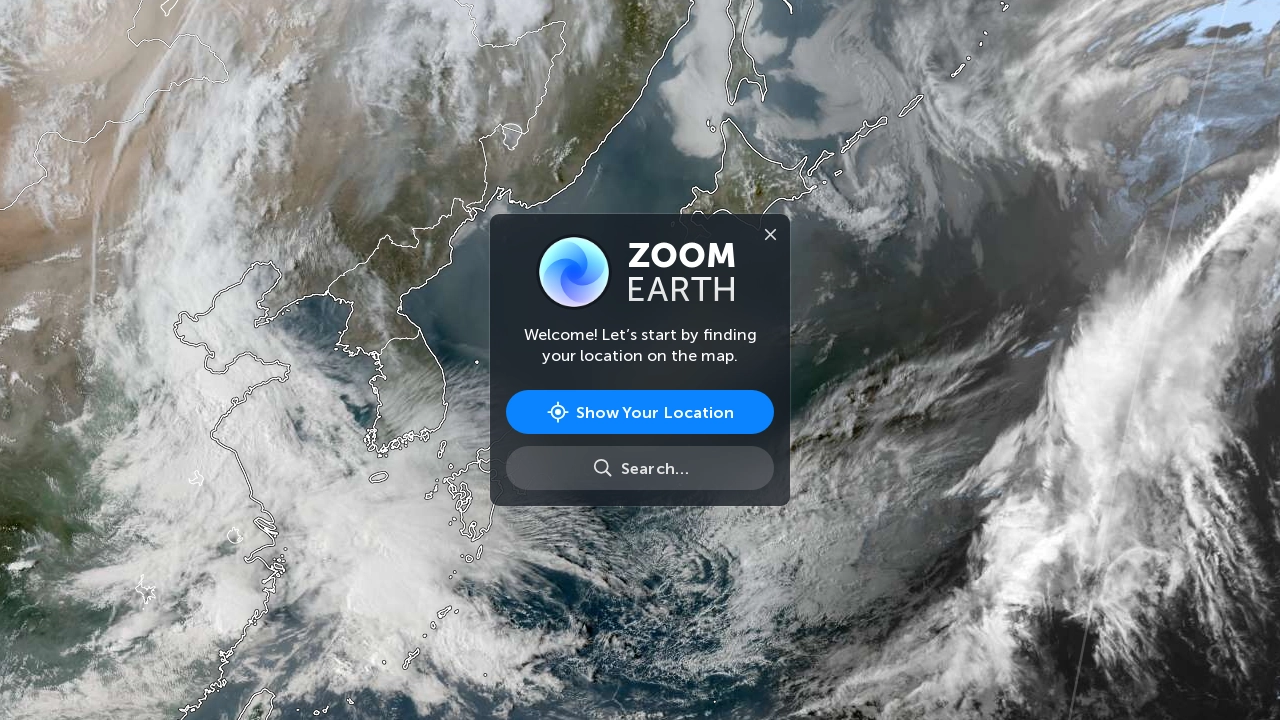 ZOOM
EARTH
Welcome! Let’s start by finding
your location on the map.
Show Your Location
Search…